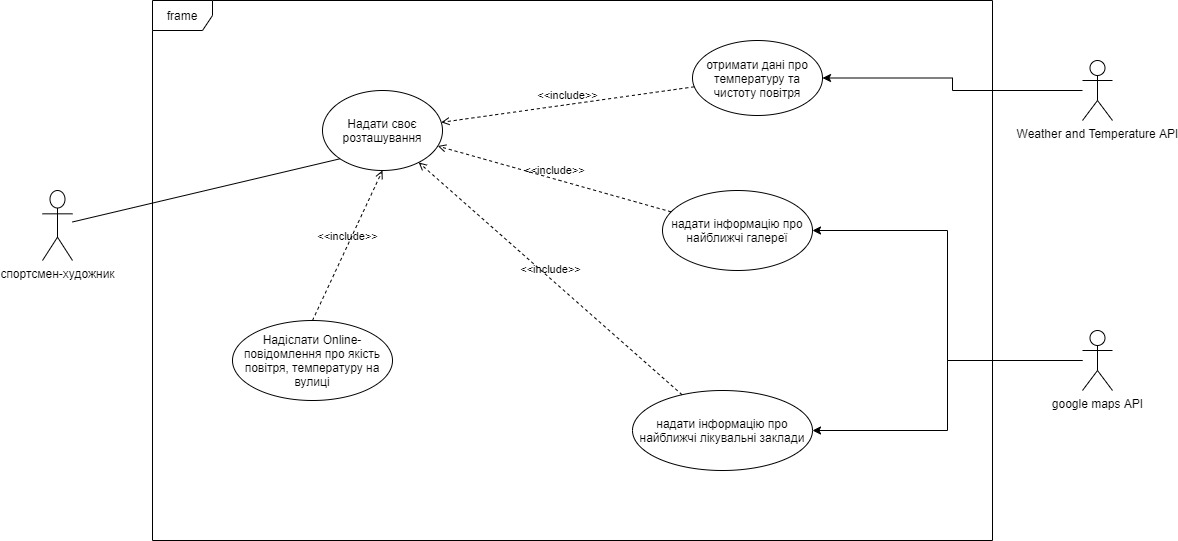 frame
отримати дані про
температуру та
чистоту повітря
<<include>>
Надати своє
розташування
Weather and Temperature API
<<include>>
надати інформацію про
найближчі галереї
<<include>>
спортсмен-художник
<<include>>
Надіслати Online-
повідомлення про якість
повітря, температуру на
вулиці
google maps API
надати інформацію про
найближчі лікувальні заклади